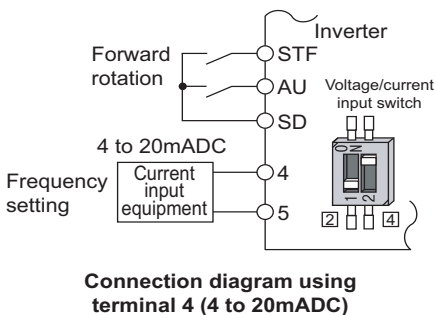 Inverter
Forward
rotation
STF
AU
SD
Voltage/current
input switch
4 to 20mADC
Frequency
setting
Current
input
equipment
4
5
ON
1 2
2 4
Connection diagram using
terminal 4 (4 to 20mADC)